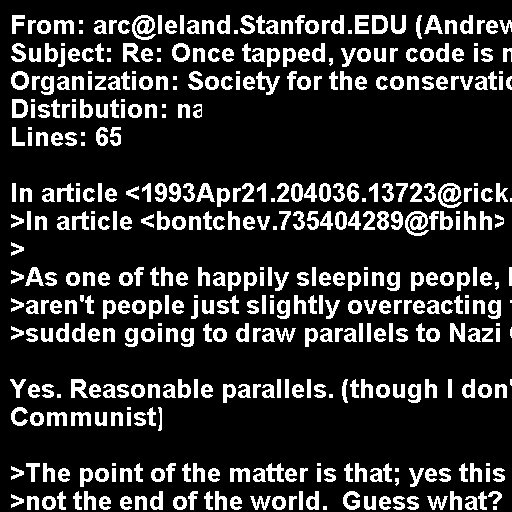 From: arc@leland.Stanford.EDU (Andrew
Subject: Re: Once tapped, your code is
Organization: Society for the conservatio
Distribution: na
Lines: 65

In article <1993Apr21.204036.13723@rick.
>In article <bontchev.735404289@fbihh>
>
>As one of the happily sleeping people,
>aren't people just slightly overreacting
>sudden going to draw parallels to Nazi

Yes. Reasonable parallels. (though I don'
Communist)

>The point of the matter is that; yes this
>not the end of the world.  Guess what?